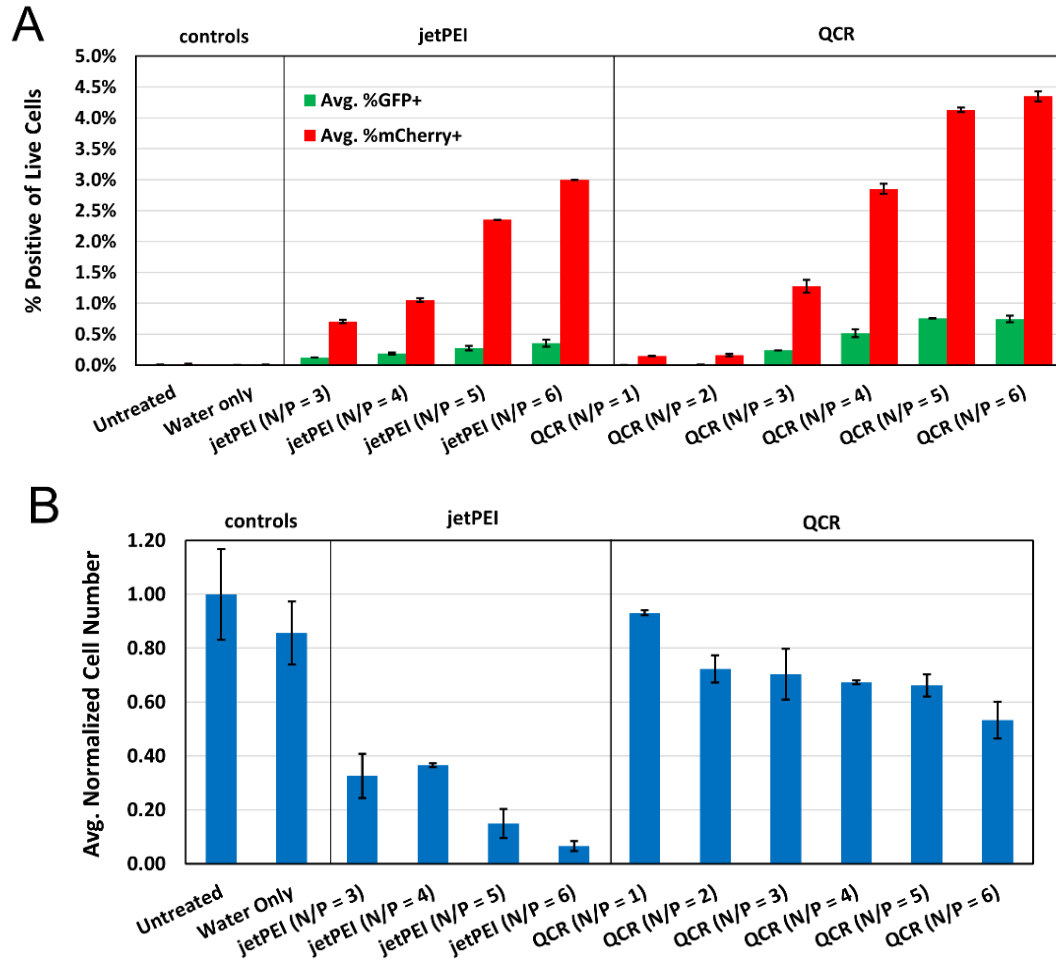 A
controls jetPEI QCR
% Positive of Live Cells
5.0%
4.5%
4.0%
3.5%
3.0%
2.5%
2.0%
1.5%
1.0%
0.5%
0.0%
Avg. %GFP+
Avg. %mCherry+
Untreated
Water only
jetPEI (N/P = 3)
jetPEI (N/P = 4)
jetPEI (N/P = 5)
jetPEI (N/P = 6)
QCR (N/P = 1)
QCR (N/P = 2)
QCR (N/P = 3)
QCR (N/P = 4)
QCR (N/P = 5)
QCR (N/P = 6)
B
controls jetPEI QCR
Avg. Normalized Cell Number
1.20
1.00
0.80
0.60
0.40
0.20
0.00
Untreated
Water Only
jetPEI (N/P = 3)
jetPEI (N/P = 4)
jetPEI (N/P = 5)
jetPEI (N/P = 6)
QCR (N/P = 1)
QCR (N/P = 2)
QCR (N/P = 3)
QCR (N/P = 4)
QCR (N/P = 5)
QCR (N/P = 6)